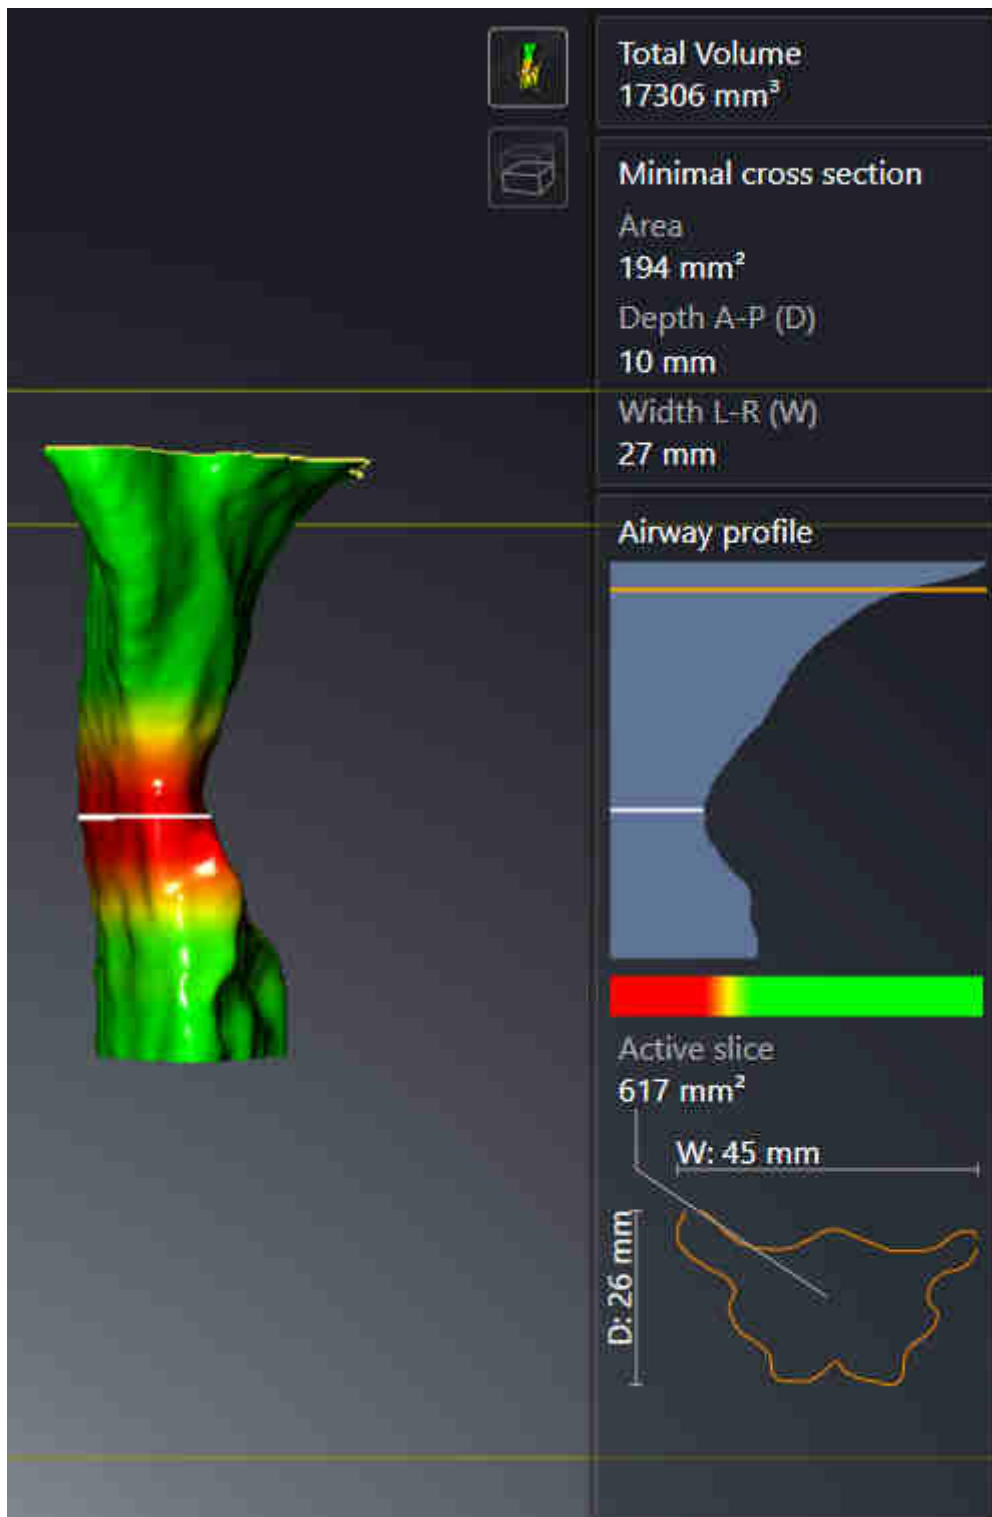 Total Volume
17306 mm³
Minimal cross section
Area
194 mm²
Depth A-P (D)
10 mm
Width L-R (W)
27 mm
Airway profile
Active slice
617 mm²
W: 45 mm
D: 26 mm